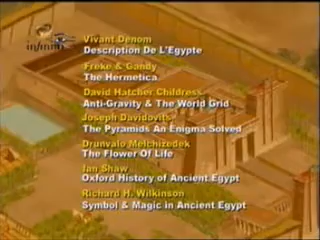 infinity
Vivant Denom
Description De L'Egypte
Freke & Gandy
The Hermetica
David Hatcher Childress
Anti-Gravity & The World Grid
Joseph Davidovits
The Pyramids An Enigma Solved
Drunvalo Melchizedek
The Flower Of Life
Ian Shaw
Oxford History of Ancient Egypt
Richard H. Wilkinson
Symbol & Magic in Ancient Egypt